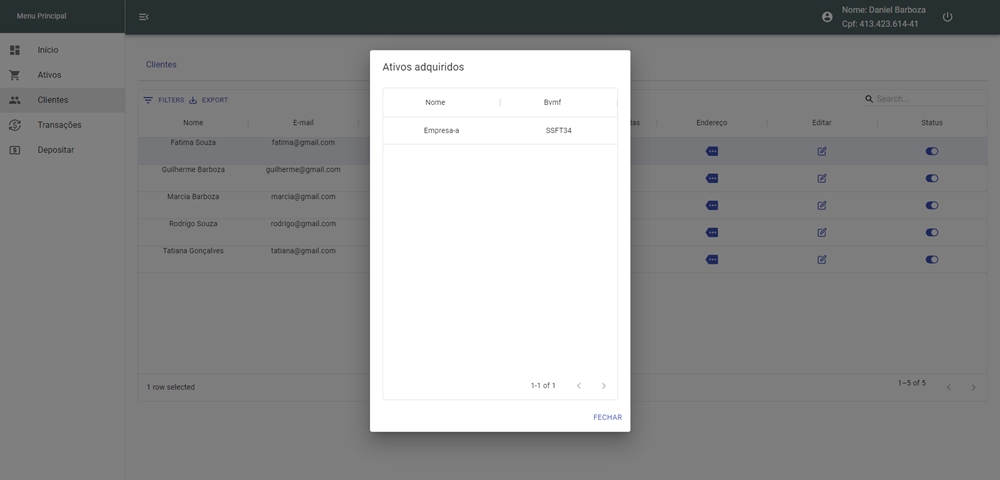 Menu Principal
Nome: Daniel Barboza
Cpf: 413.423.614-41
Início
Ativos
Clientes
Transações
Depositar
Clientes
FILTERS EXPORT
Search...
Nome E-mail das Endereço Editar Status
Fatima Souza fatima@gmail.com
Guilherme Barboza guilherme@gmail.com
Marcia Barboza marcia@gmail.com
Rodrigo Souza rodrigo@gmail.com
Tatiana Gonçalves tatiana@gmail.com
1 row selected
1–5 of 5
Ativos adquiridos
Nome Bvmf
Empresa-a SSFT34
1-1 of 1
FECHAR